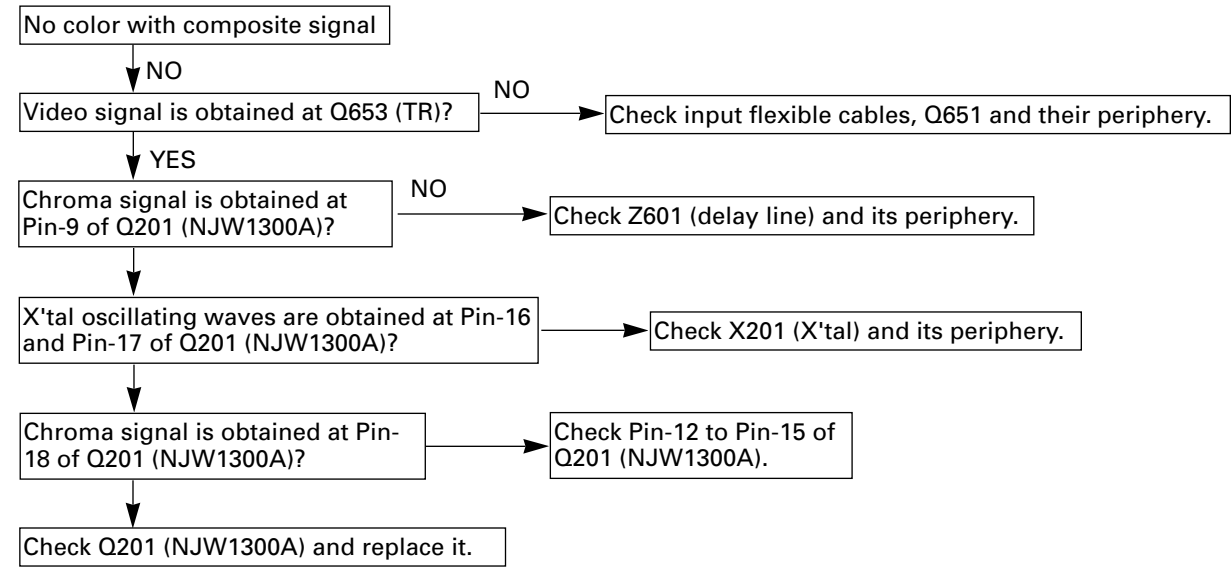 No color with composite signal
NO
Video signal is obtained at Q653 (TR)?
NO
Check input flexible cables, Q651 and their periphery.
YES
Chroma signal is obtained at
Pin-9 of Q201 (NJW1300A)?
NO
Check Z601 (delay line) and its periphery.
X'tal oscillating waves are obtained at Pin-16
and Pin-17 of Q201 (NJW1300A)?
Check X201 (X'tal) and its periphery.
Chroma signal is obtained at Pin-
18 of Q201 (NJW1300A)?
Check Pin-12 to Pin-15 of
Q201 (NJW1300A).
Check Q201 (NJW1300A) and replace it.